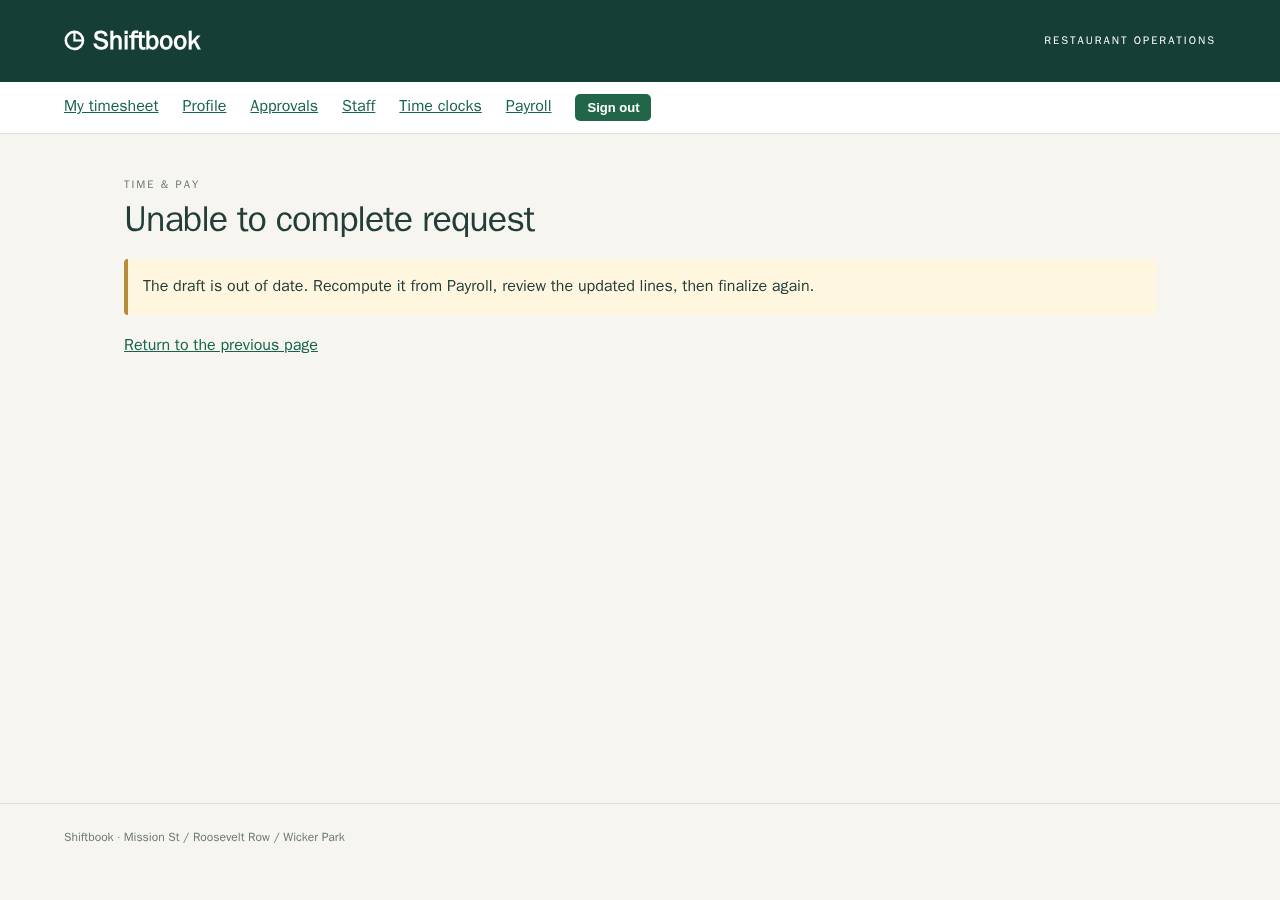 Shiftbook
RESTAURANT OPERATIONS
My timesheet Profile Approvals Staff Time clocks Payroll Sign out
TIME & PAY
Unable to complete request
The draft is out of date. Recompute it from Payroll, review the updated lines, then finalize again.
Return to the previous page
Shiftbook · Mission St / Roosevelt Row / Wicker Park